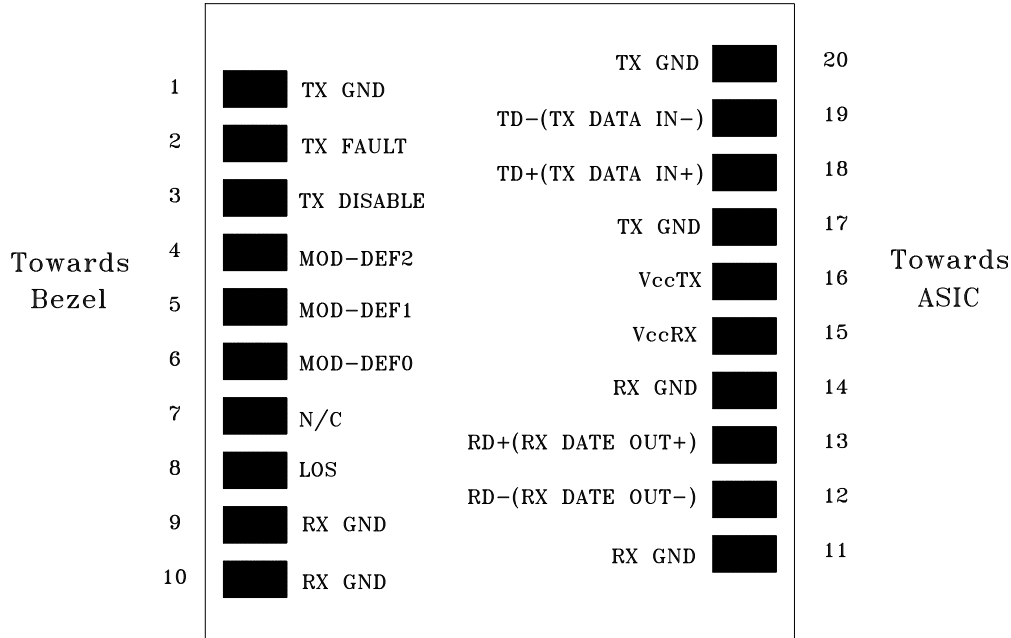 TX GND 20
1 TX GND
TD-(TX DATA IN-) 19
2 TX FAULT
TD+(TX DATA IN+) 18
3 TX DISABLE
TX GND 17
4 MOD-DEF2
Towards
Bezel
Towards
ASIC
VccTX 16
5 MOD-DEF1
VccRX 15
6 MOD-DEF0
RX GND 14
7 N/C
RD+(RX DATE OUT+) 13
8 LOS
RD-(RX DATE OUT-) 12
9 RX GND
RX GND 11
10 RX GND